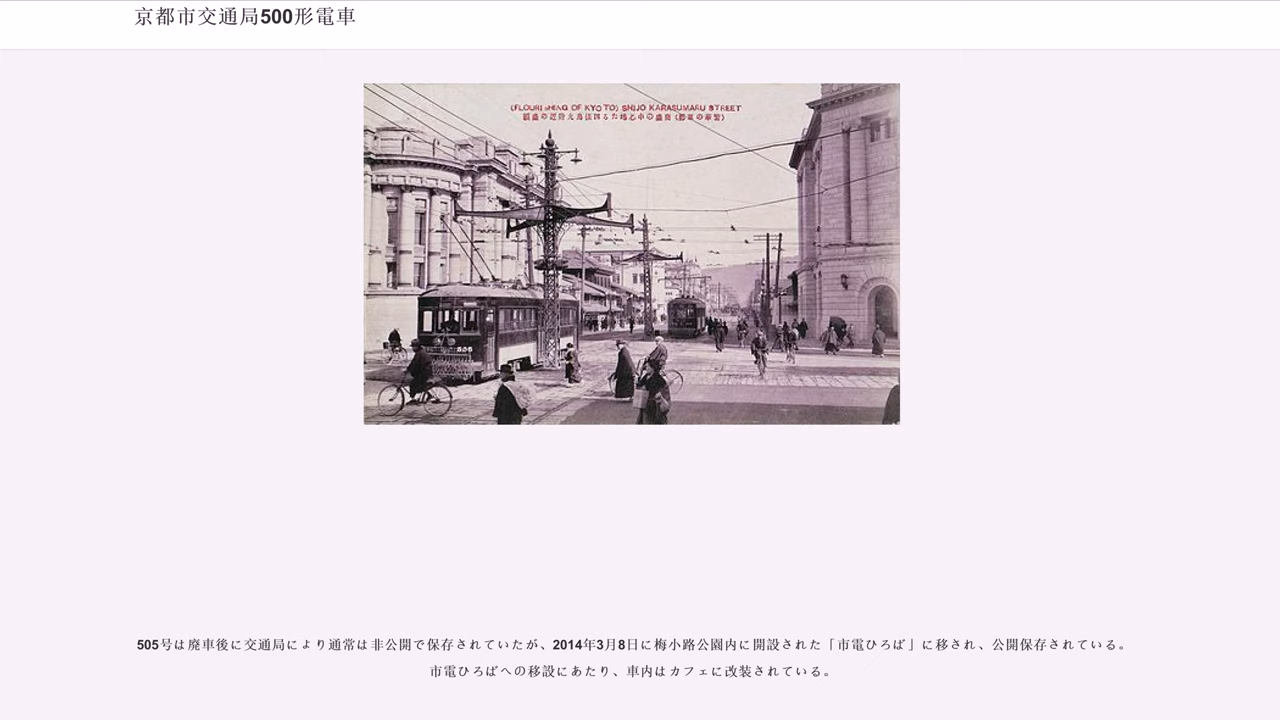 京都市交通局500形電車
(FLOURISHING OF KYOTO) SHIJO KARASUMARU STREET
505号は廃車後に交通局により通常は非公開で保存されていたが、2014年3月8日に梅小路公園内に開設された「市電ひろば」に移され、公開保存されている。
市電ひろばへの移設にあたり、車内はカフェに改装されている。